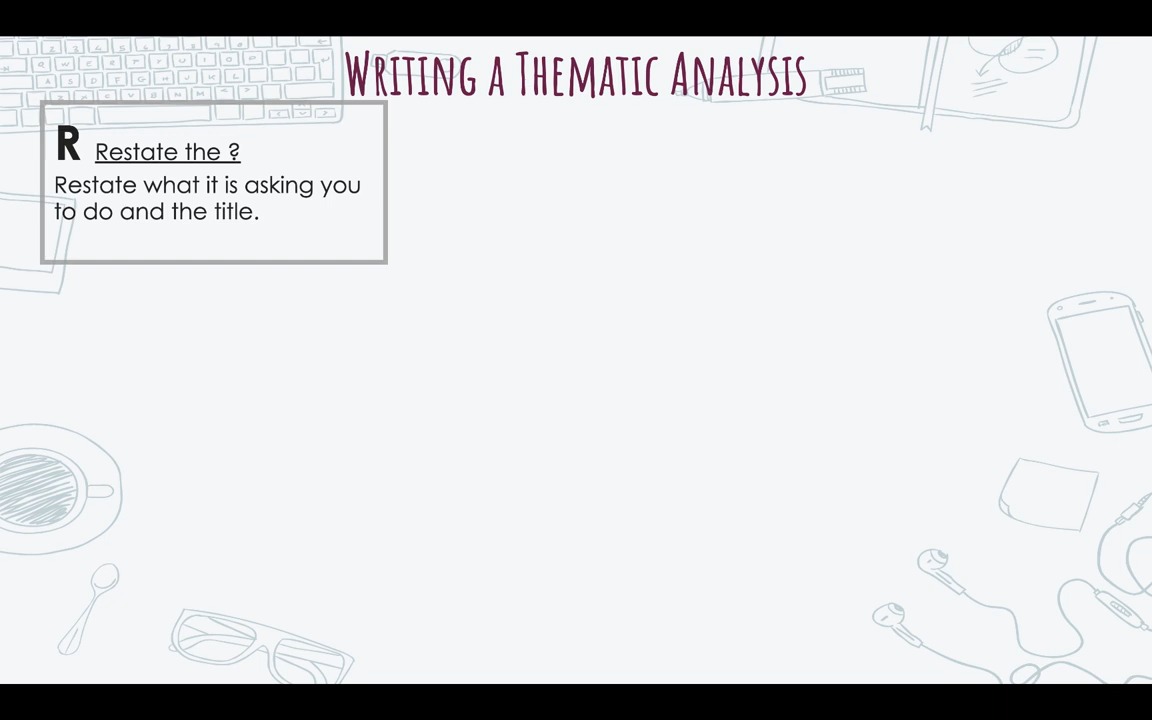 Writing a Thematic Analysis
R Restate the ?
Restate what it is asking you
to do and the title.